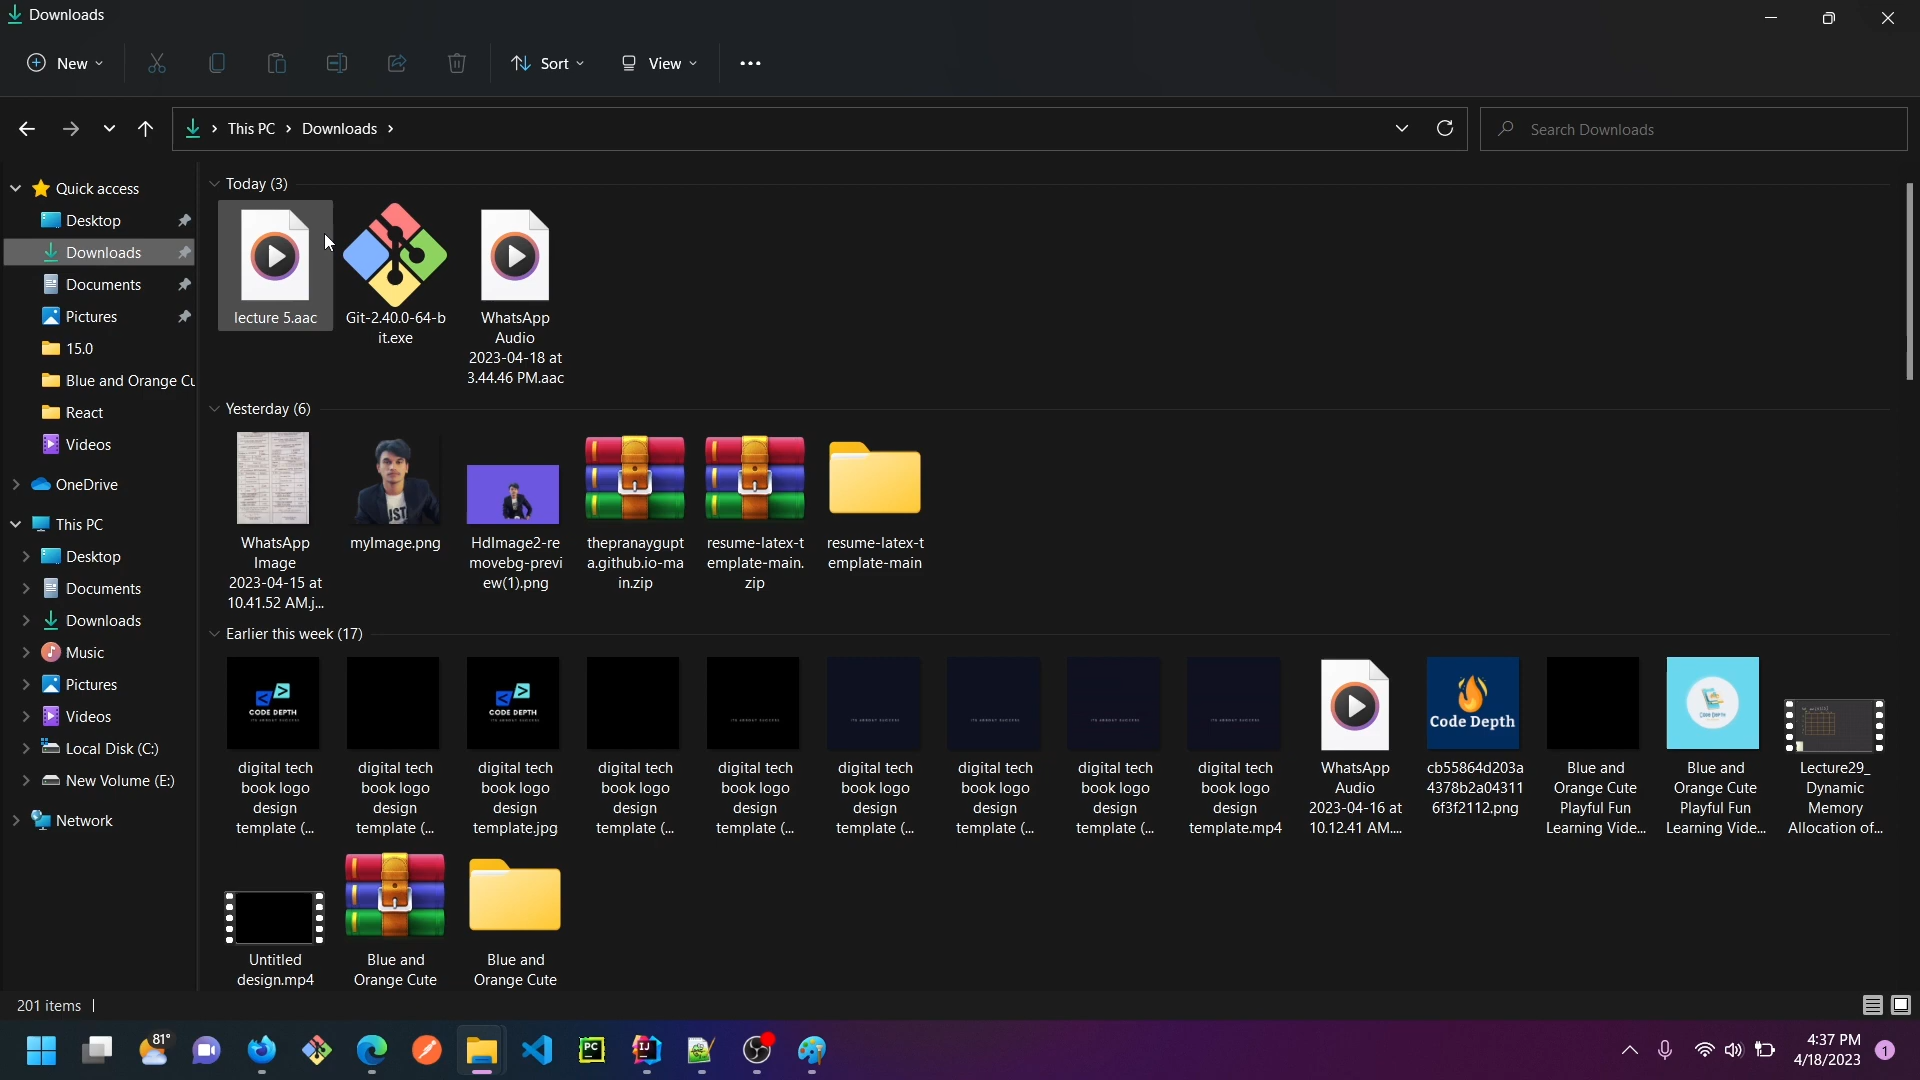 Downloads
New
Sort
View
This PC
Downloads
Search Downloads
Quick access
Desktop
Downloads
Documents
Pictures
15.0
Blue and Orange Cu
React
Videos
OneDrive
This PC
Desktop
Documents
Downloads
Music
Pictures
Videos
Local Disk (C:)
New Volume (E:)
Network
Today (3)
lecture 5.aac
Git-2.40.0-64-b
it.exe
WhatsApp
Audio
2023-04-18 at
3.44.46 PM.aac
Yesterday (6)
WhatsApp
Image
2023-04-15 at
10.41.52 AM.j...
myImage.png
HdImage2-re
movebg-previ
ew(1).png
thepranaygupt
a.github.io-ma
in.zip
resume-latex-t
emplate-main.
zip
resume-latex-t
emplate-main
Earlier this week (17)
CODE DEPTH
digital tech
book logo
design
template (...
digital tech
book logo
design
template (...
CODE DEPTH
digital tech
book logo
design
template.jpg
digital tech
book logo
design
template (...
digital tech
book logo
design
template (...
digital tech
book logo
design
template (...
digital tech
book logo
design
template (...
digital tech
book logo
design
template (...
digital tech
book logo
design
template.mp4
WhatsApp
Audio
2023-04-16 at
10.12.41 AM....
Code Depth
cb55864d203a
4378b2a04311
6f3f2112.png
Blue and
Orange Cute
Playful Fun
Learning Vide...
Blue and
Orange Cute
Playful Fun
Learning Vide...
Lecture29_
Dynamic
Memory
Allocation of...
Untitled
design.mp4
Blue and
Orange Cute
Blue and
Orange Cute
201 items
81°
PC
IJ
4:37 PM
4/18/2023
1